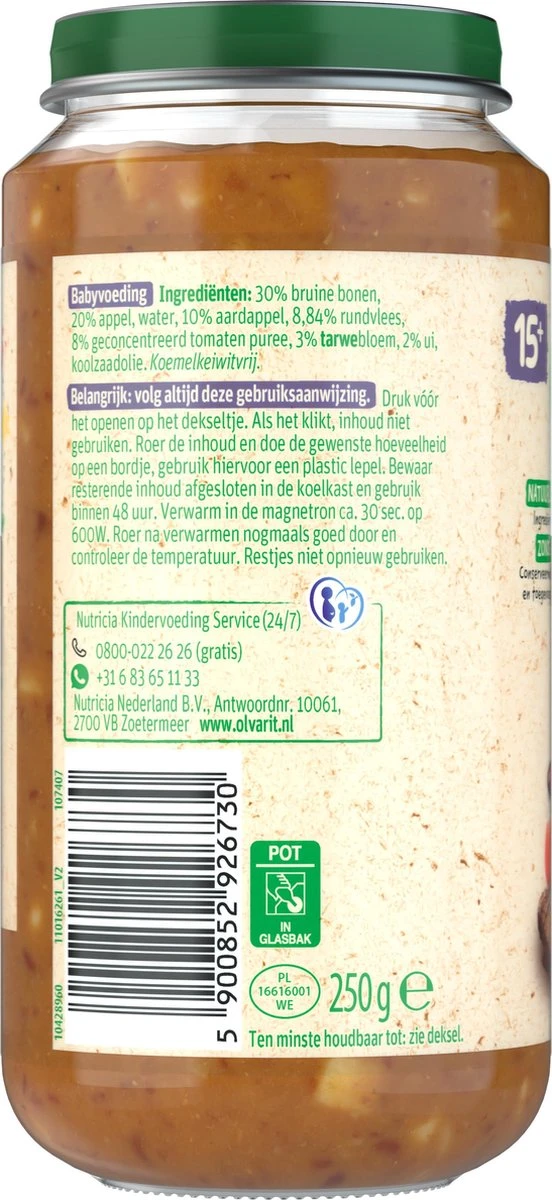 Babyvoeding Ingrediënten: 30% bruine bonen,
20% appel, water, 10% aardappel, 8,84% rundvlees,
8% geconcentreerd tomaten puree, 3% tarwebloem, 2% ui,
koolzaadolie. Koemelkeiwitvrij.
Belangrijk: volg altijd deze gebruiksaanwijzing. Druk vóór
het openen op het dekseltje. Als het klikt, inhoud niet
gebruiken. Roer de inhoud en doe de gewenste hoeveelheid
op een bordje, gebruik hiervoor een plastic lepel. Bewaar
resterende inhoud afgesloten in de koelkast en gebruik
binnen 48 uur. Verwarm in de magnetron ca. 30 sec. op
600W. Roer na verwarmen nogmaals goed door en
controleer de temperatuur. Restjes niet opnieuw gebruiken.
Nutricia Kindervoeding Service (24/7)
0800-022 26 26 (gratis)
+31 6 83 65 11 33
Nutricia Nederland B.V., Antwoordnr. 10061,
2700 VB Zoetermeer www.olvarit.nl
10428960 11016261_V2 107407
5 900852 926730
POT
IN
GLASBAK
PL
16616001
WE
250 g e
Ten minste houdbaar tot: zie deksel.
15+